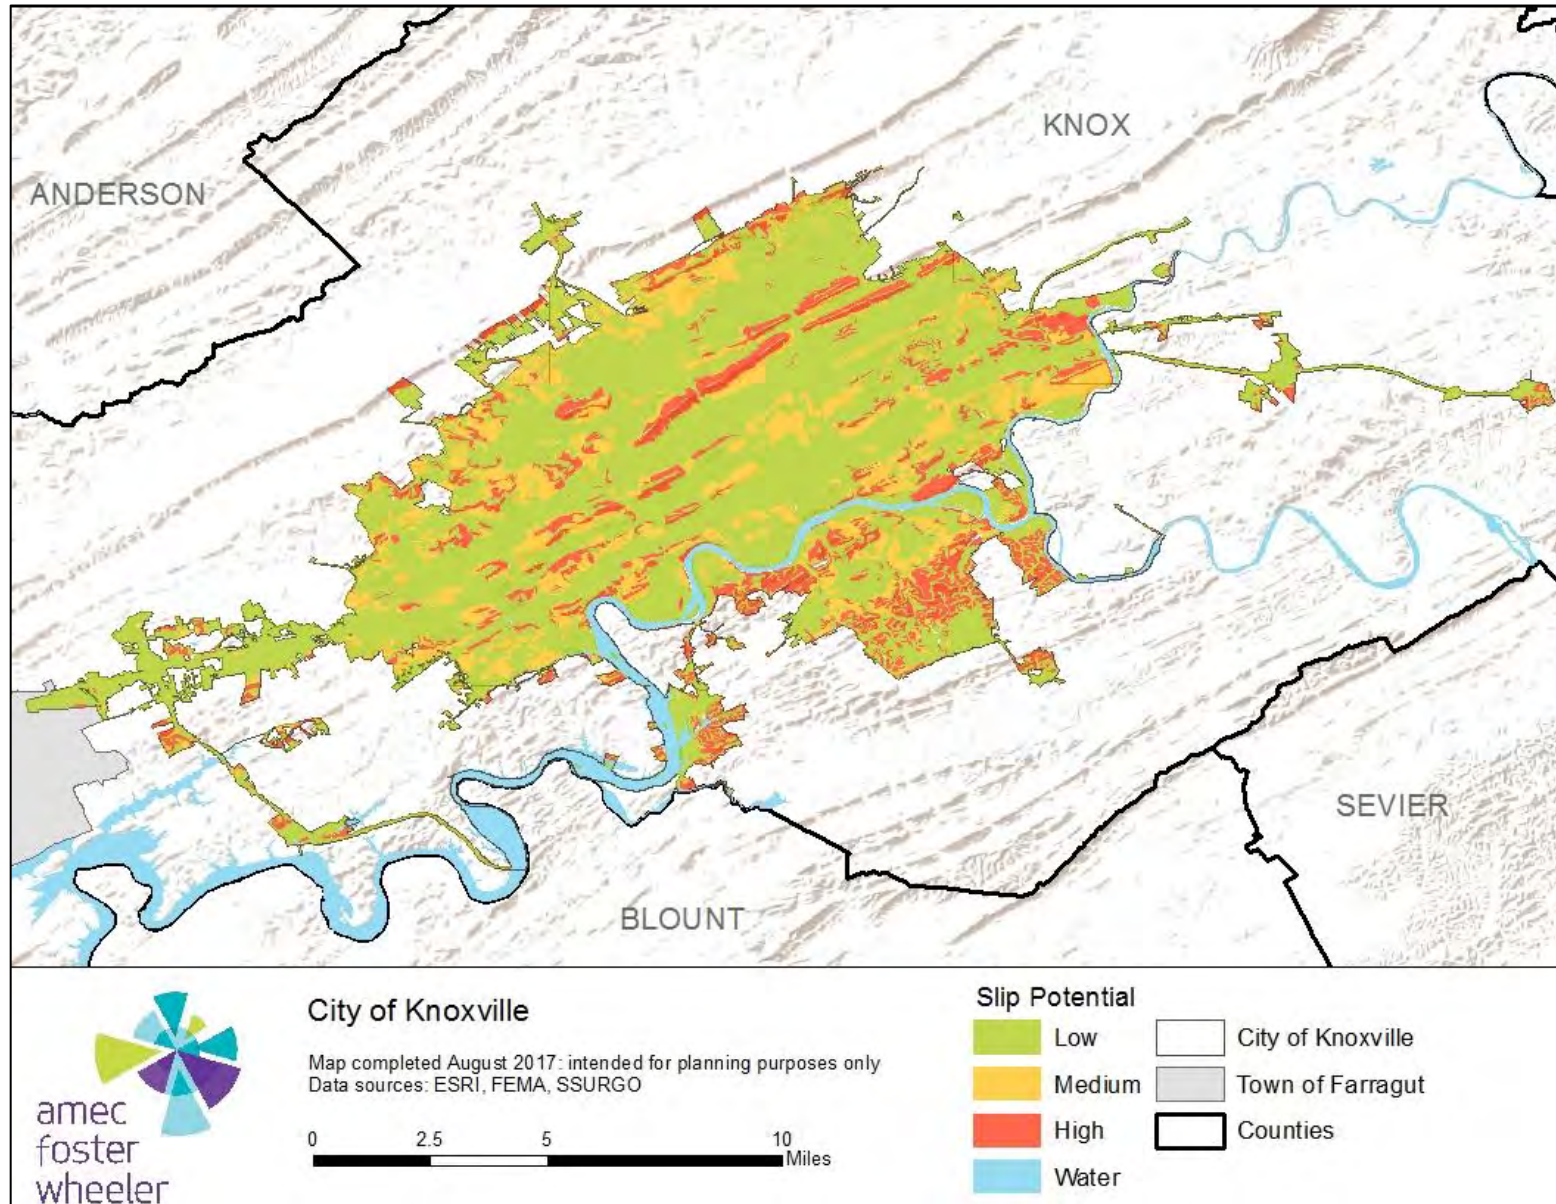 KNOX
ANDERSON
SEVIER
BLOUNT
amec
foster
wheeler
City of Knoxville
Map completed August 2017: intended for planning purposes only
Data sources: ESRI, FEMA, SSURGO
0 2.5 5 10
Miles
Slip Potential
Low
Medium
High
Water
City of Knoxville
Town of Farragut
Counties